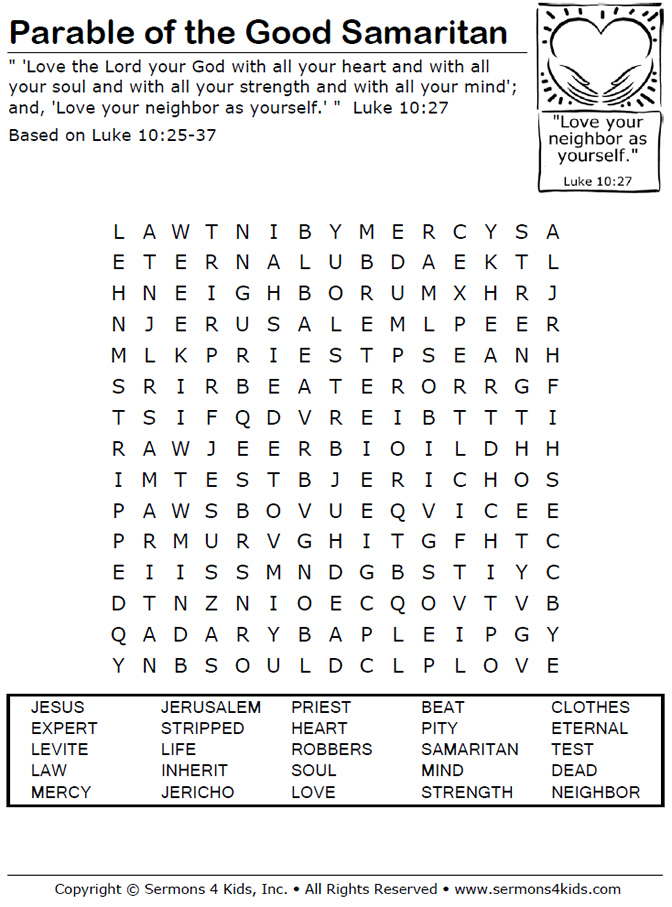 Parable of the Good Samaritan
" 'Love the Lord your God with all your heart and with all
your soul and with all your strength and with all your mind';
and, 'Love your neighbor as yourself.' "  Luke 10:27
Based on Luke 10:25-37
"Love your
neighbor as
yourself."
Luke 10:27
L A W T N I B Y M E R C Y S A
E T E R N A L U B D A E K T L
H N E I G H B O R U M X H R J
N J E R U S A L E M L P E E R
M L K P R I E S T P S E A N H
S R I R B E A T E R O R R G F
T S I F Q D V R E I B T T T I
R A W J E E R B I O I L D H H
I M T E S T B J E R I C H O S
P A W S B O V U E Q V I C E E
P R M U R V G H I T G F H T C
E I I S S M N D G B S T I Y C
D T N Z N I O E C Q O V T V B
Q A D A R Y B A P L E I P G Y
Y N B S O U L D C L P L O V E
JESUS JERUSALEM PRIEST BEAT CLOTHES
EXPERT STRIPPED HEART PITY ETERNAL
LEVITE LIFE ROBBERS SAMARITAN TEST
LAW INHERIT SOUL MIND DEAD
MERCY JERICHO LOVE STRENGTH NEIGHBOR
Copyright © Sermons 4 Kids, Inc. • All Rights Reserved • www.sermons4kids.com